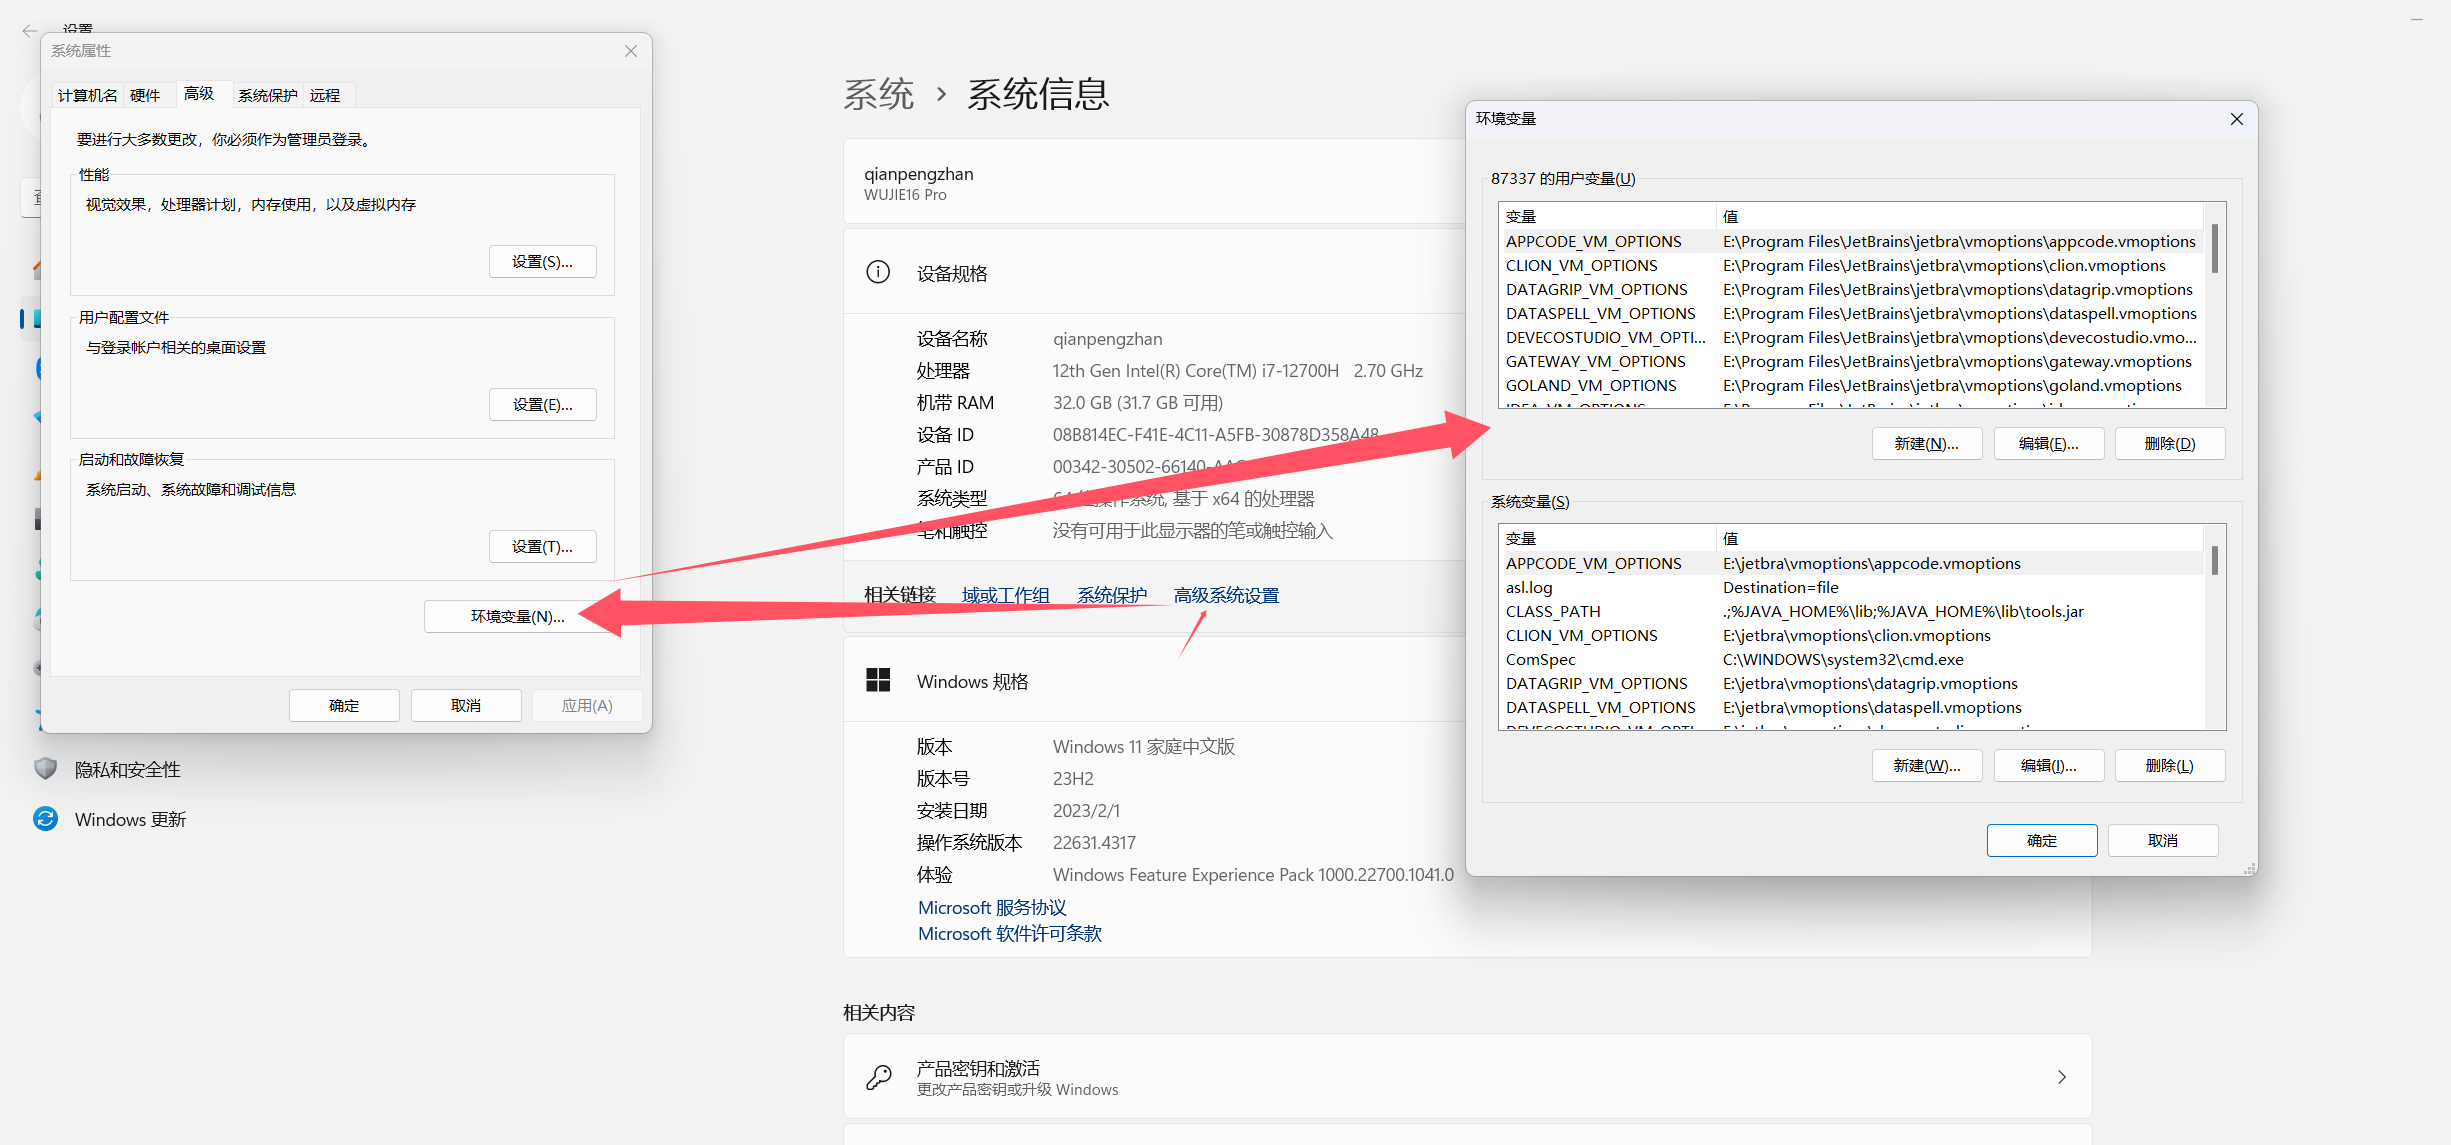 设置
系统属性
计算机名 硬件 高级 系统保护 远程
要进行大多数更改，你必须作为管理员登录。
性能
视觉效果，处理器计划，内存使用，以及虚拟内存
设置(S)...
用户配置文件
与登录帐户相关的桌面设置
设置(E)...
启动和故障恢复
系统启动、系统故障和调试信息
设置(T)...
环境变量(N)...
确定 取消 应用(A)
隐私和安全性
Windows 更新
系统 › 系统信息
qianpengzhan
WUJIE16 Pro
设备规格
设备名称 qianpengzhan
处理器 12th Gen Intel(R) Core(TM) i7-12700H 2.70 GHz
机带 RAM 32.0 GB (31.7 GB 可用)
设备 ID 08B814EC-F41E-4C11-A5FB-30878D358A48
产品 ID 00342-30502-66140-
系统类型 操作系统, 基于 x64 的处理器
笔和触控 没有可用于此显示器的笔或触控输入
相关链接 域或工作组 系统保护 高级系统设置
Windows 规格
版本 Windows 11 家庭中文版
版本号 23H2
安装日期 2023/2/1
操作系统版本 22631.4317
体验 Windows Feature Experience Pack 1000.22700.1041.0
Microsoft 服务协议
Microsoft 软件许可条款
相关内容
产品密钥和激活
更改产品密钥或升级 Windows
环境变量
87337 的用户变量(U)
变量 值
APPCODE_VM_OPTIONS E:\Program Files\JetBrains\jetbra\vmoptions\appcode.vmoptions
CLION_VM_OPTIONS E:\Program Files\JetBrains\jetbra\vmoptions\clion.vmoptions
DATAGRIP_VM_OPTIONS E:\Program Files\JetBrains\jetbra\vmoptions\datagrip.vmoptions
DATASPELL_VM_OPTIONS E:\Program Files\JetBrains\jetbra\vmoptions\dataspell.vmoptions
DEVECOSTUDIO_VM_OPTI... E:\Program Files\JetBrains\jetbra\vmoptions\devecostudio.vmo...
GATEWAY_VM_OPTIONS E:\Program Files\JetBrains\jetbra\vmoptions\gateway.vmoptions
GOLAND_VM_OPTIONS E:\Program Files\JetBrains\jetbra\vmoptions\goland.vmoptions
新建(N)... 编辑(E)... 删除(D)
系统变量(S)
变量 值
APPCODE_VM_OPTIONS E:\jetbra\vmoptions\appcode.vmoptions
asl.log Destination=file
CLASS_PATH .;%JAVA_HOME%\lib;%JAVA_HOME%\lib\tools.jar
CLION_VM_OPTIONS E:\jetbra\vmoptions\clion.vmoptions
ComSpec C:\WINDOWS\system32\cmd.exe
DATAGRIP_VM_OPTIONS E:\jetbra\vmoptions\datagrip.vmoptions
DATASPELL_VM_OPTIONS E:\jetbra\vmoptions\dataspell.vmoptions
新建(W)... 编辑(I)... 删除(L)
确定 取消